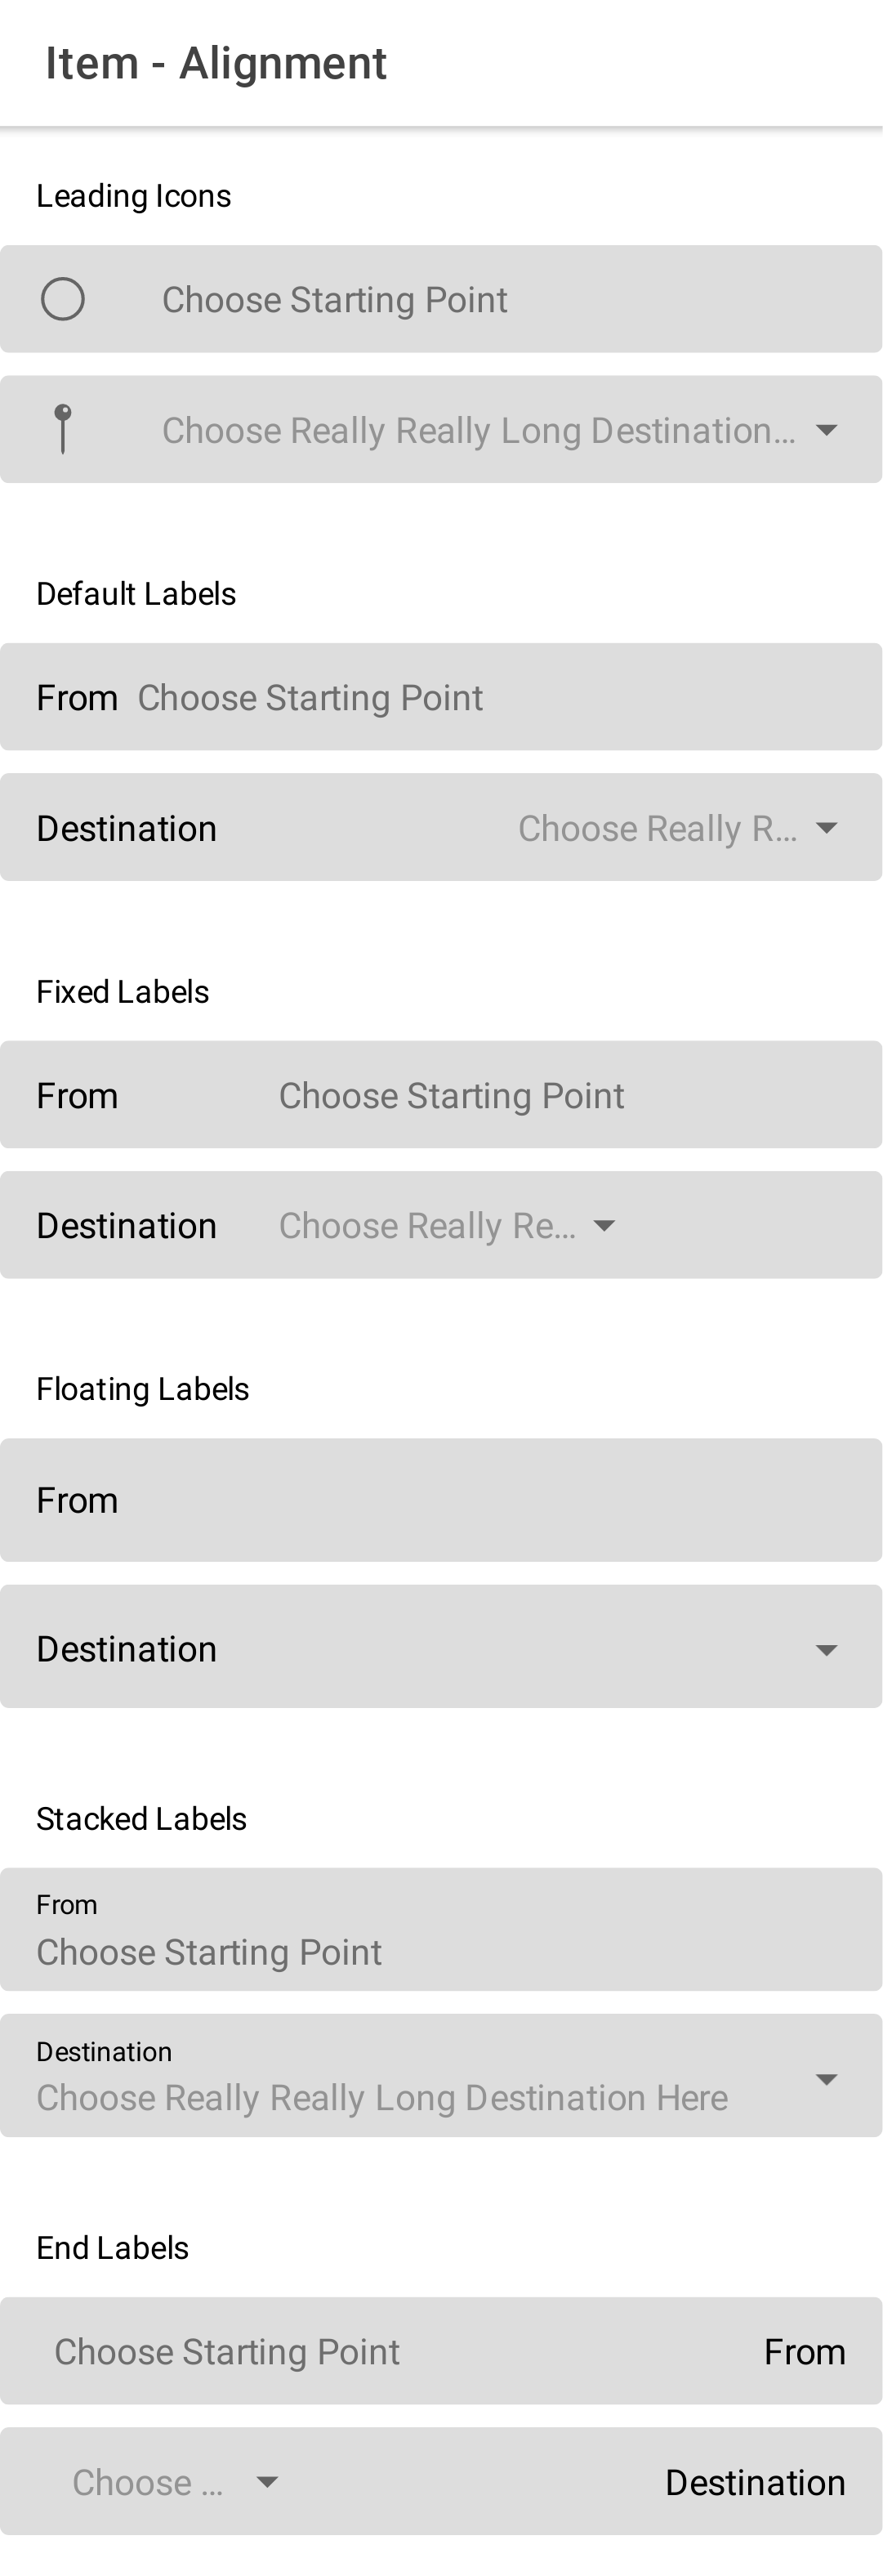 Item - Alignment
Leading Icons
Choose Starting Point
Choose Really Really Long Destination...
Default Labels
From Choose Starting Point
Destination Choose Really R...
Fixed Labels
From Choose Starting Point
Destination Choose Really Re...
Floating Labels
From
Destination
Stacked Labels
From
Choose Starting Point
Destination
Choose Really Really Long Destination Here
End Labels
Choose Starting Point From
Choose ... Destination